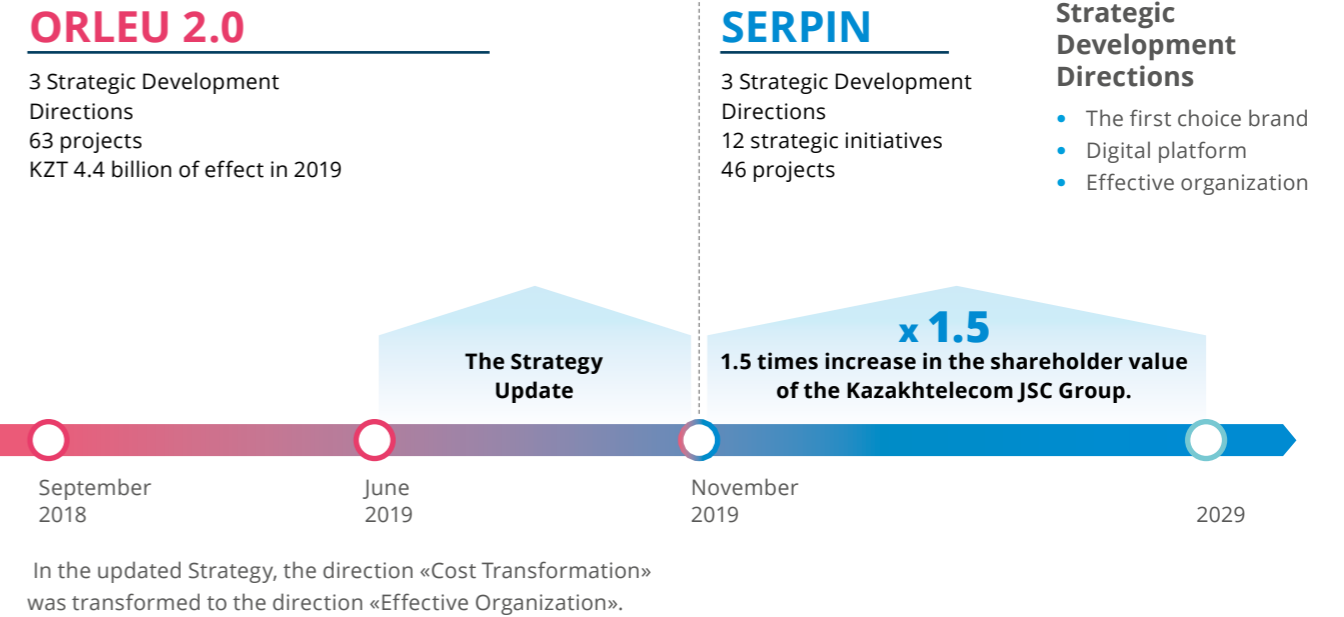 ORLEU 2.0
3 Strategic Development
Directions
63 projects
KZT 4.4 billion of effect in 2019
SERPIN
3 Strategic Development
Directions
12 strategic initiatives
46 projects
Strategic
Development
Directions
• The first choice brand
• Digital platform
• Effective organization
The Strategy
Update
x 1.5
1.5 times increase in the shareholder value
of the Kazakhtelecom JSC Group.
September
2018
June
2019
November
2019
2029
In the updated Strategy, the direction «Cost Transformation»
was transformed to the direction «Effective Organization».